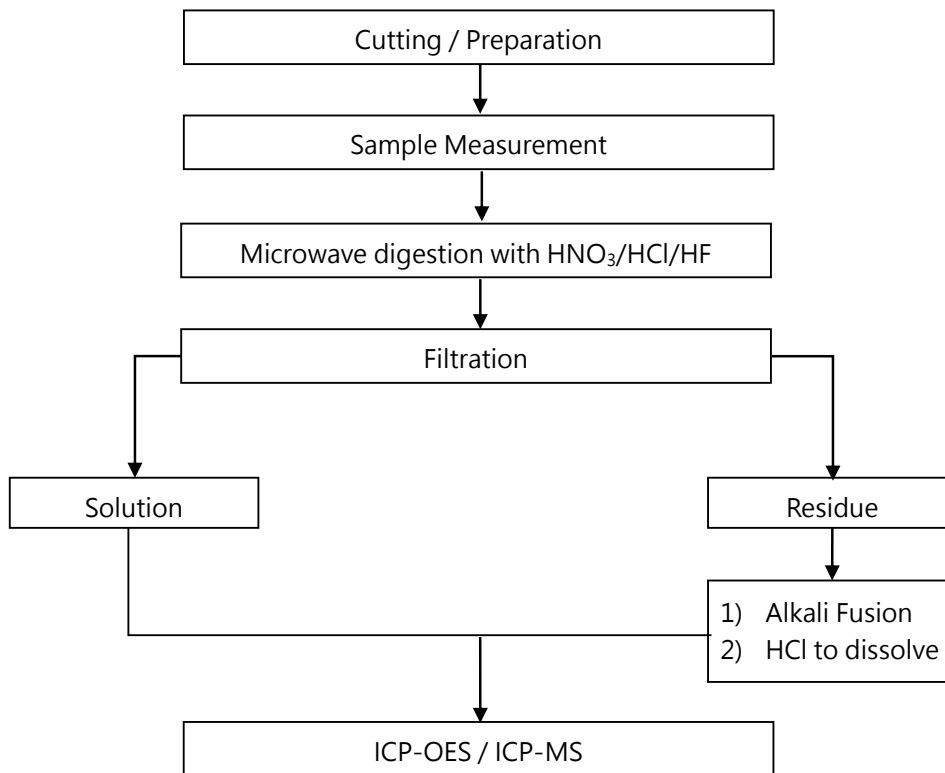 Cutting / Preparation
Sample Measurement
Microwave digestion with HNO₃/HCl/HF
Filtration
Solution
Residue
1) Alkali Fusion
2) HCl to dissolve
ICP-OES / ICP-MS